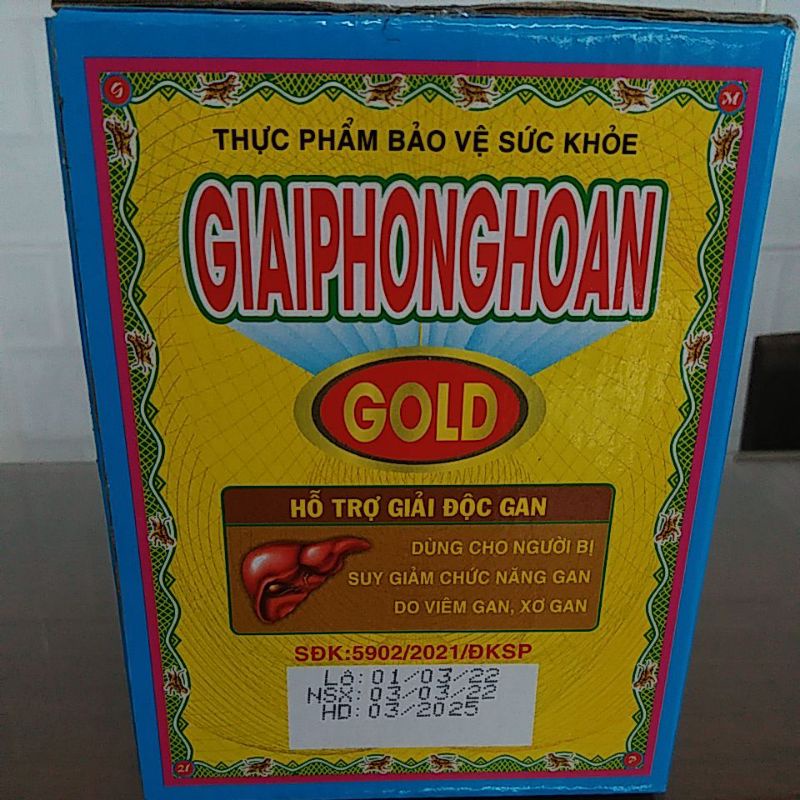 G
M
THỰC PHẨM BẢO VỆ SỨC KHỎE
GIAIPHONGHOAN
GOLD
HỖ TRỢ GIẢI ĐỘC GAN
DÙNG CHO NGƯỜI BỊ
SUY GIẢM CHỨC NĂNG GAN
DO VIÊM GAN, XƠ GAN
SĐK:5902/2021/ĐKSP
Lô:01/03/22
NSX:03/03/22
HD:03/2025
21